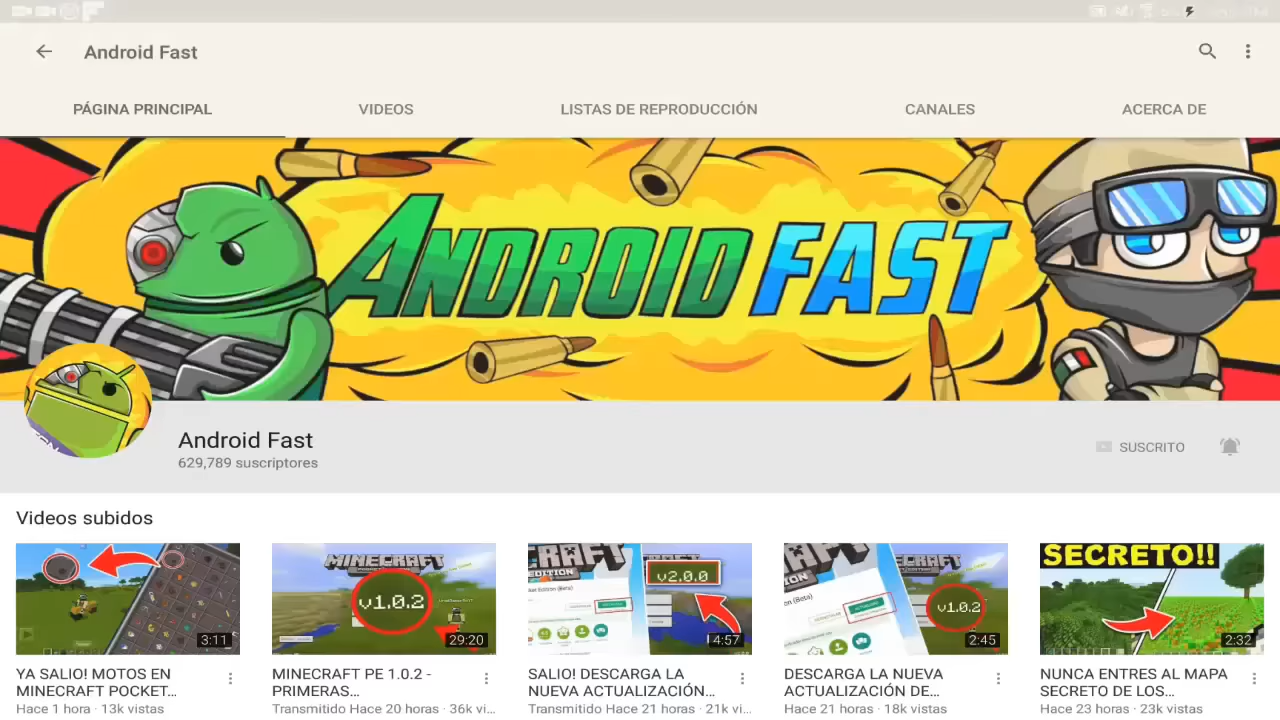 Android Fast
PÁGINA PRINCIPAL
VIDEOS
LISTAS DE REPRODUCCIÓN
CANALES
ACERCA DE
ANDROID FAST
Android Fast
629,789 suscriptores
SUSCRITO
Videos subidos
3:11
MINECRAFT
v1.0.2
29:20
CRAFT
EDITION
v2.0.0
4:57
v1.0.2
2:45
SECRETO!!
2:32
YA SALIO! MOTOS EN
MINECRAFT POCKET...
Hace 1 hora · 13k vistas
MINECRAFT PE 1.0.2 -
PRIMERAS...
Transmitido Hace 20 horas · 36k vi...
SALIO! DESCARGA LA
NUEVA ACTUALIZACIÓN...
Transmitido Hace 21 horas · 21k vi...
DESCARGA LA NUEVA
ACTUALIZACIÓN DE...
Hace 21 horas · 18k vistas
NUNCA ENTRES AL MAPA
SECRETO DE LOS...
Hace 23 horas · 23k vistas